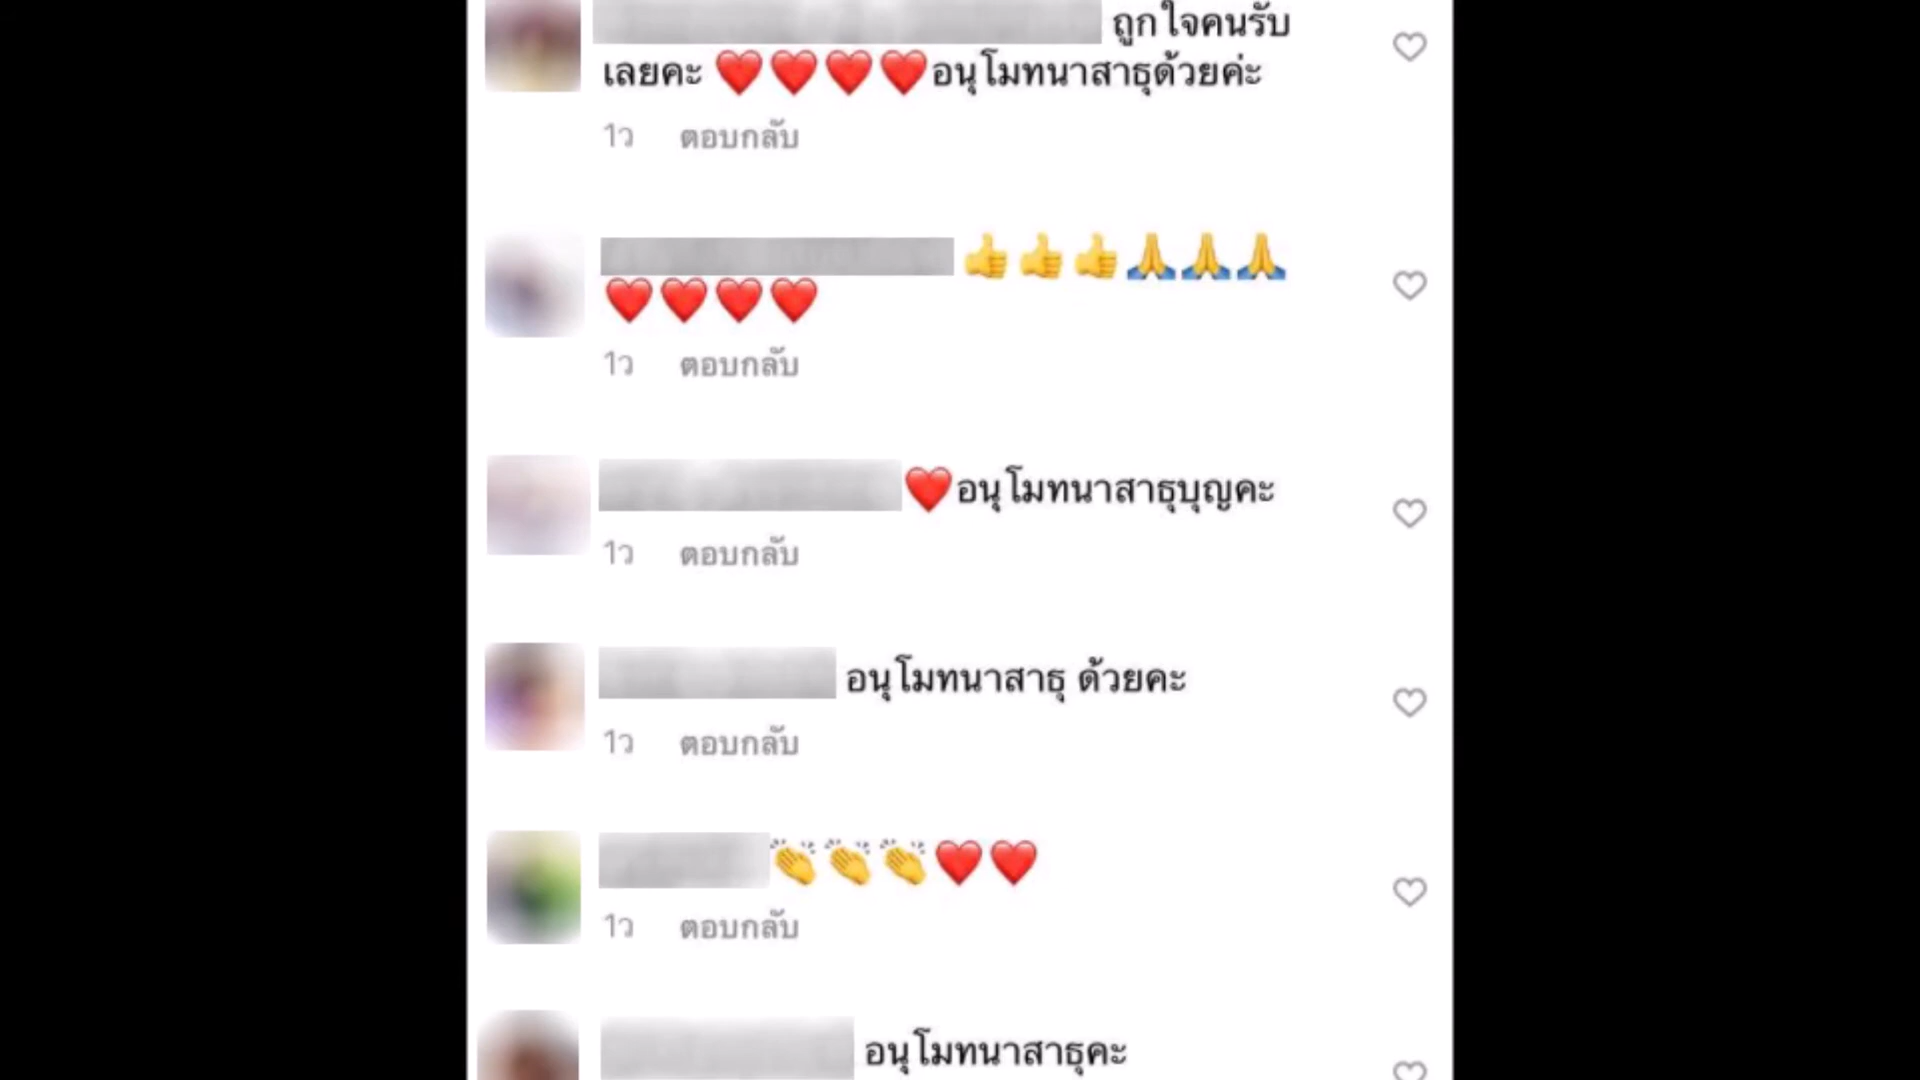 ถูกใจคนรับ
เลยคะ ❤️❤️❤️❤️อนุโมทนาสาธุด้วยค่ะ
1ว ตอบกลับ
👍👍👍🙏🙏🙏
❤️❤️❤️❤️
1ว ตอบกลับ
❤️อนุโมทนาสาธุบุญคะ
1ว ตอบกลับ
อนุโมทนาสาธุ ด้วยคะ
1ว ตอบกลับ
👏👏👏❤️❤️
1ว ตอบกลับ
อนุโมทนาสาธุคะ